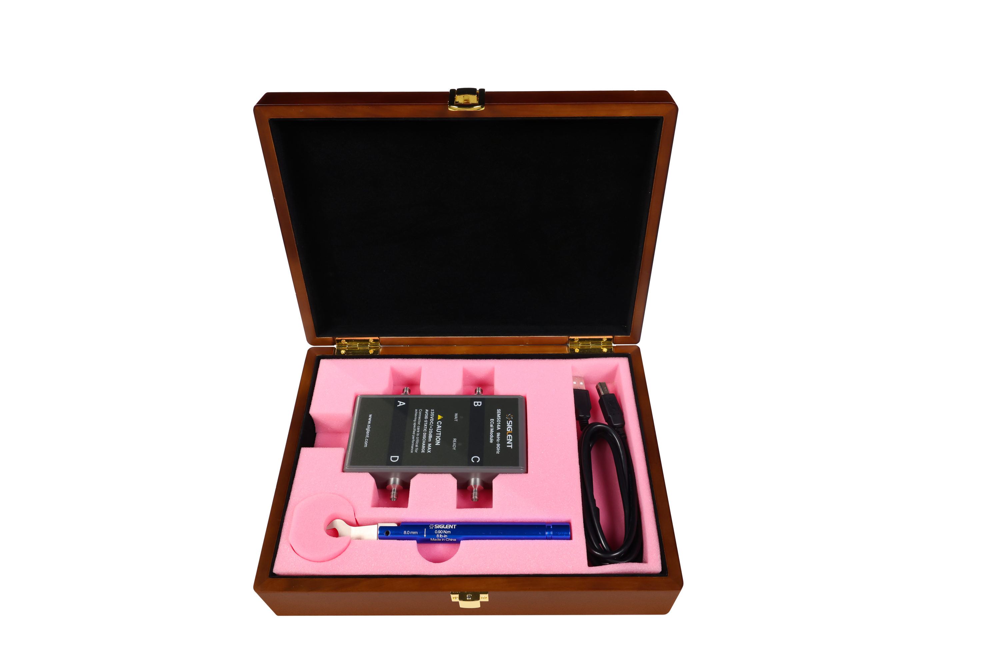 SIGLENT
SEM5014A 9kHz-9GHz
ECal Module
B
C
WAIT
READY
CAUTION
±35VDC/+20dBm MAX
AVOID STATIC DISCHARGE
Connector care is critical for
achieving specified performance
A
D
www.siglent.com
SIGLENT
8.0 mm
0.90 N.m
8 lb-in
Made in China